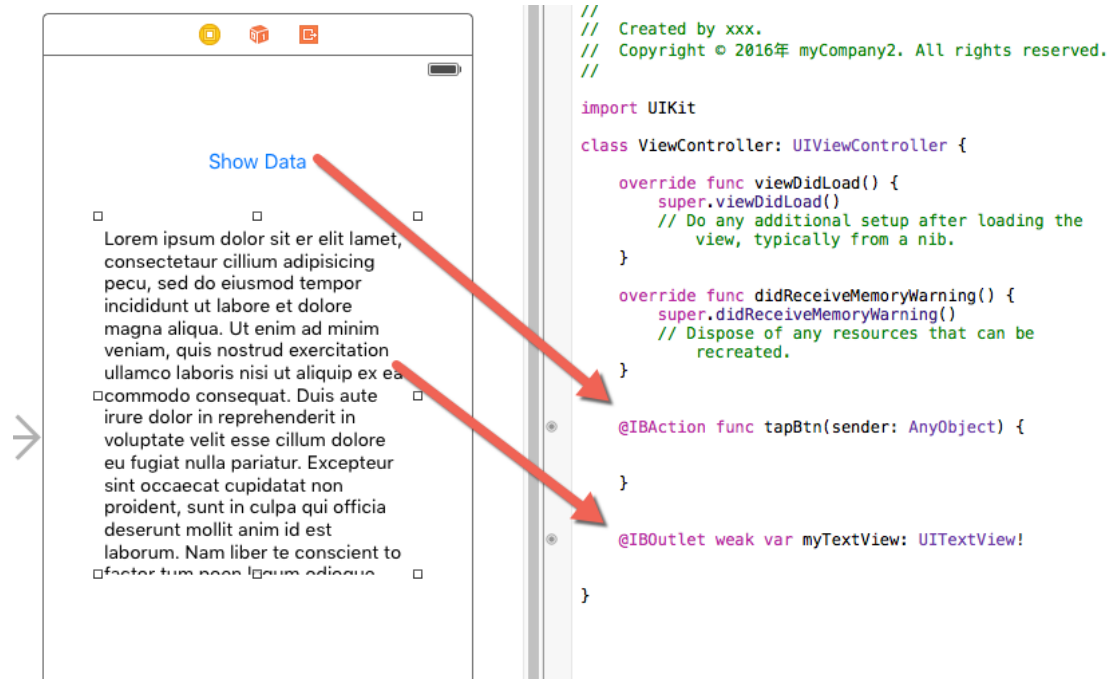 Show Data
Lorem ipsum dolor sit er elit lamet,
consectetaur cillium adipisicing
pecu, sed do eiusmod tempor
incididunt ut labore et dolore
magna aliqua. Ut enim ad minim
veniam, quis nostrud exercitation
ullamco laboris nisi ut aliquip ex ea
commodo consequat. Duis aute
irure dolor in reprehenderit in
voluptate velit esse cillum dolore
eu fugiat nulla pariatur. Excepteur
sint occaecat cupidatat non
proident, sunt in culpa qui officia
deserunt mollit anim id est
laborum. Nam liber te conscient to
factor tum poen legum odioque
//
//  Created by xxx.
//  Copyright © 2016年 myCompany2. All rights reserved.
//
import UIKit
class ViewController: UIViewController {
override func viewDidLoad() {
super.viewDidLoad()
// Do any additional setup after loading the
view, typically from a nib.
}
override func didReceiveMemoryWarning() {
super.didReceiveMemoryWarning()
// Dispose of any resources that can be
recreated.
}
@IBAction func tapBtn(sender: AnyObject) {
}
@IBOutlet weak var myTextView: UITextView!
}